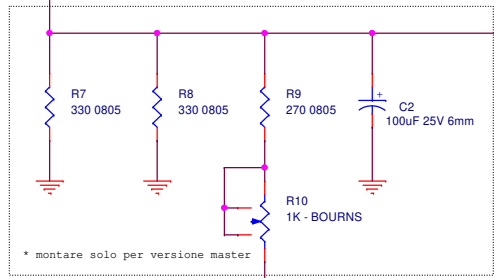 R7
330 0805
R8
330 0805
R9
270 0805
+
C2
100uF 25V 6mm
R10
1K - BOURNS
* montare solo per versione master